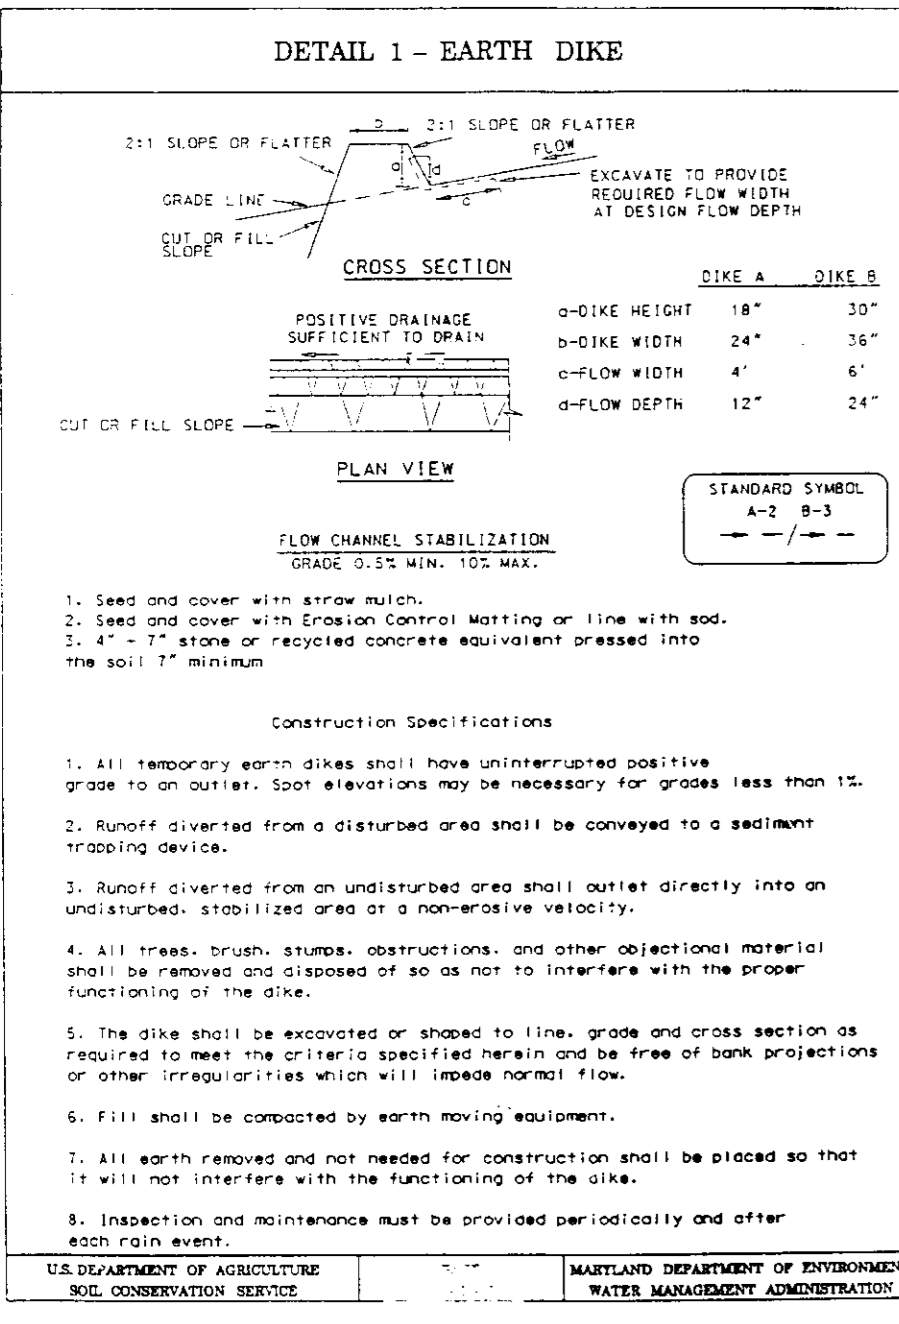 DETAIL 1 - EARTH DIKE
b
2:1 SLOPE OR FLATTER
2:1 SLOPE OR FLATTER
FLOW
a
d
EXCAVATE TO PROVIDE
REQUIRED FLOW WIDTH
AT DESIGN FLOW DEPTH
GRADE LINE
c
CUT OR FILL
SLOPE
CROSS SECTION
DIKE A DIKE B
a-DIKE HEIGHT 18" 30"
b-DIKE WIDTH 24" 36"
c-FLOW WIDTH 4' 6'
d-FLOW DEPTH 12" 24"
POSITIVE DRAINAGE
SUFFICIENT TO DRAIN
CUT OR FILL SLOPE
PLAN VIEW
STANDARD SYMBOL
A-2 B-3
FLOW CHANNEL STABILIZATION
GRADE 0.5% MIN. 10% MAX.
1. Seed and cover with straw mulch.
2. Seed and cover with Erosion Control Matting or line with sod.
3. 4" - 7" stone or recycled concrete equivalent pressed into
the soil 7" minimum
Construction Specifications
1. All temporary earth dikes shall have uninterrupted positive
grade to an outlet. Spot elevations may be necessary for grades less than 1%.
2. Runoff diverted from a disturbed area shall be conveyed to a sediment
trapping device.
3. Runoff diverted from an undisturbed area shall outlet directly into an
undisturbed, stabilized area at a non-erosive velocity.
4. All trees, brush, stumps, obstructions, and other objectional material
shall be removed and disposed of so as not to interfere with the proper
functioning of the dike.
5. The dike shall be excavated or shaped to line, grade and cross section as
required to meet the criteria specified herein and be free of bank projections
or other irregularities which will impede normal flow.
6. Fill shall be compacted by earth moving equipment.
7. All earth removed and not needed for construction shall be placed so that
it will not interfere with the functioning of the dike.
8. Inspection and maintenance must be provided periodically and after
each rain event.
U.S. DEPARTMENT OF AGRICULTURE
SOIL CONSERVATION SERVICE
MARYLAND DEPARTMENT OF ENVIRONMEN
WATER MANAGEMENT ADMINISTRATION